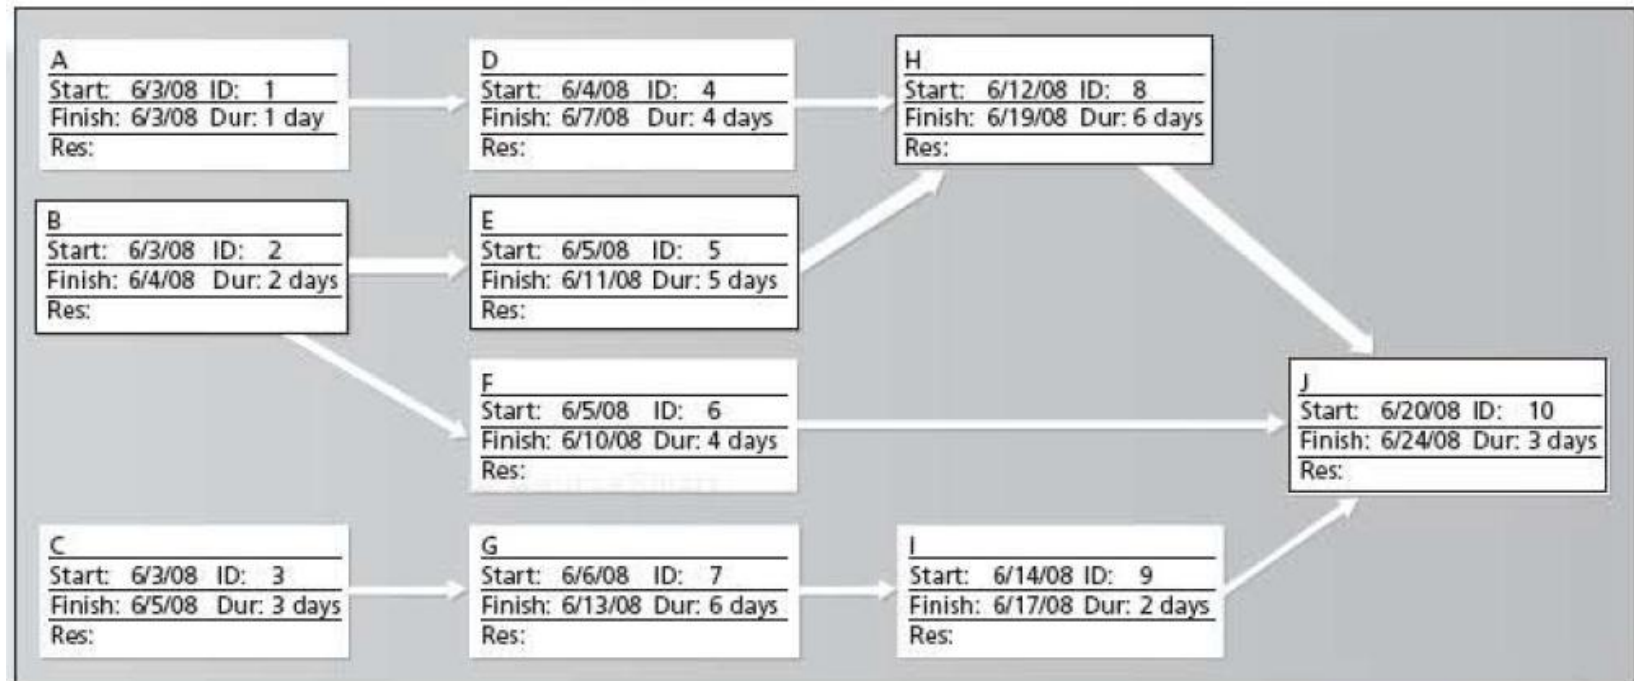 A
Start: 6/3/08 ID: 1
Finish: 6/3/08 Dur: 1 day
Res:
D
Start: 6/4/08 ID: 4
Finish: 6/7/08 Dur: 4 days
Res:
H
Start: 6/12/08 ID: 8
Finish: 6/19/08 Dur: 6 days
Res:
B
Start: 6/3/08 ID: 2
Finish: 6/4/08 Dur: 2 days
Res:
E
Start: 6/5/08 ID: 5
Finish: 6/11/08 Dur: 5 days
Res:
F
Start: 6/5/08 ID: 6
Finish: 6/10/08 Dur: 4 days
Res:
J
Start: 6/20/08 ID: 10
Finish: 6/24/08 Dur: 3 days
Res:
C
Start: 6/3/08 ID: 3
Finish: 6/5/08 Dur: 3 days
Res:
G
Start: 6/6/08 ID: 7
Finish: 6/13/08 Dur: 6 days
Res:
I
Start: 6/14/08 ID: 9
Finish: 6/17/08 Dur: 2 days
Res: